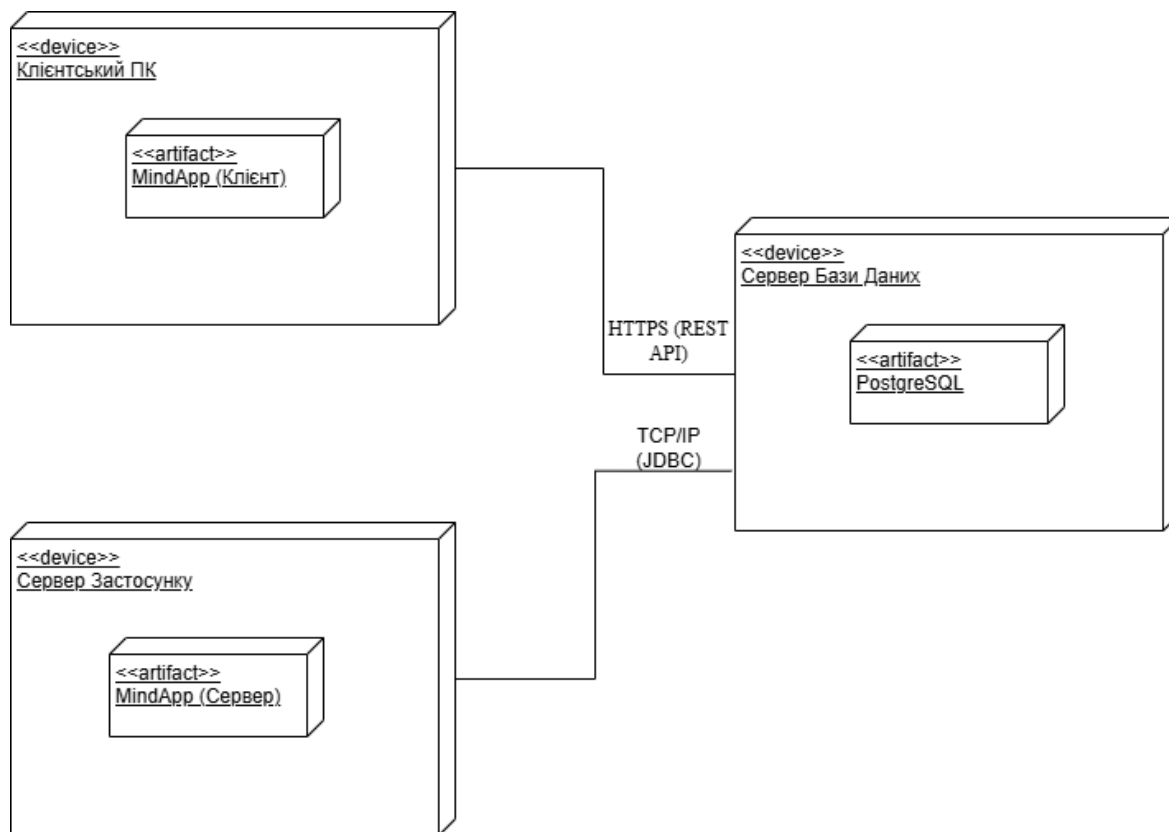 <<device>>
Клієнтський ПК
<<artifact>>
MindApp (Клієнт)
<<device>>
Сервер Бази Даних
HTTPS (REST
API)
<<artifact>>
PostgreSQL
TCP/IP
(JDBC)
<<device>>
Сервер Застосунку
<<artifact>>
MindApp (Сервер)